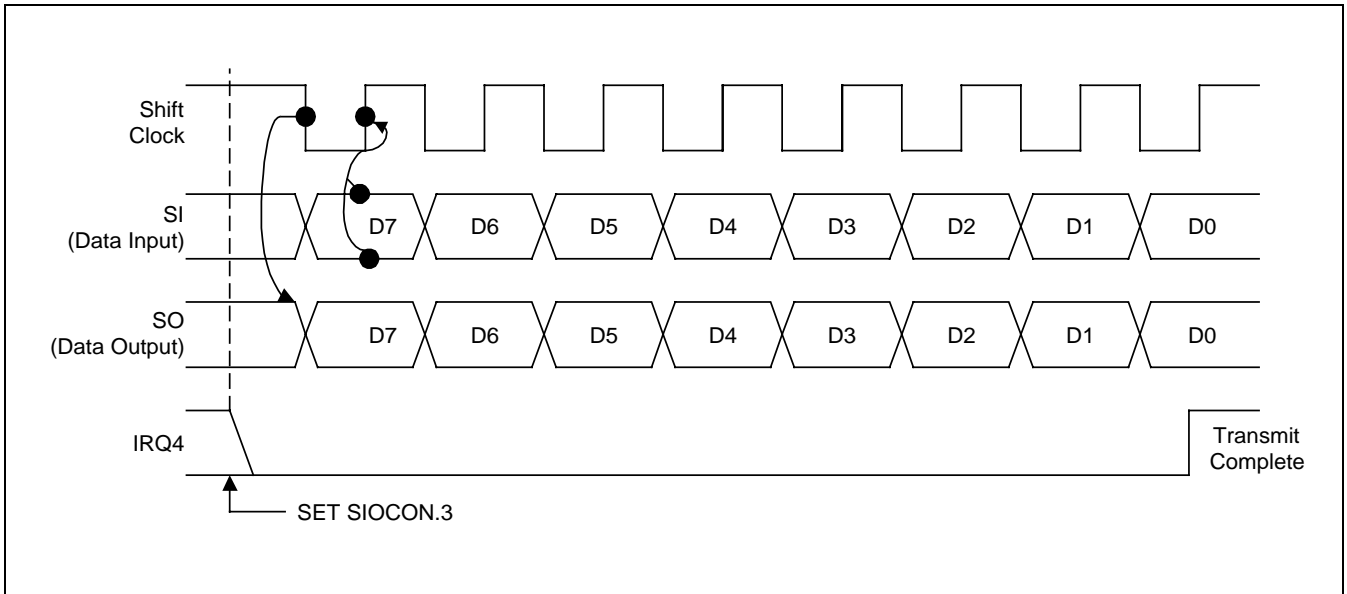 Shift
Clock
SI
(Data Input)
D7 D6 D5 D4 D3 D2 D1 D0
SO
(Data Output)
D7 D6 D5 D4 D3 D2 D1 D0
IRQ4
Transmit
Complete
SET SIOCON.3